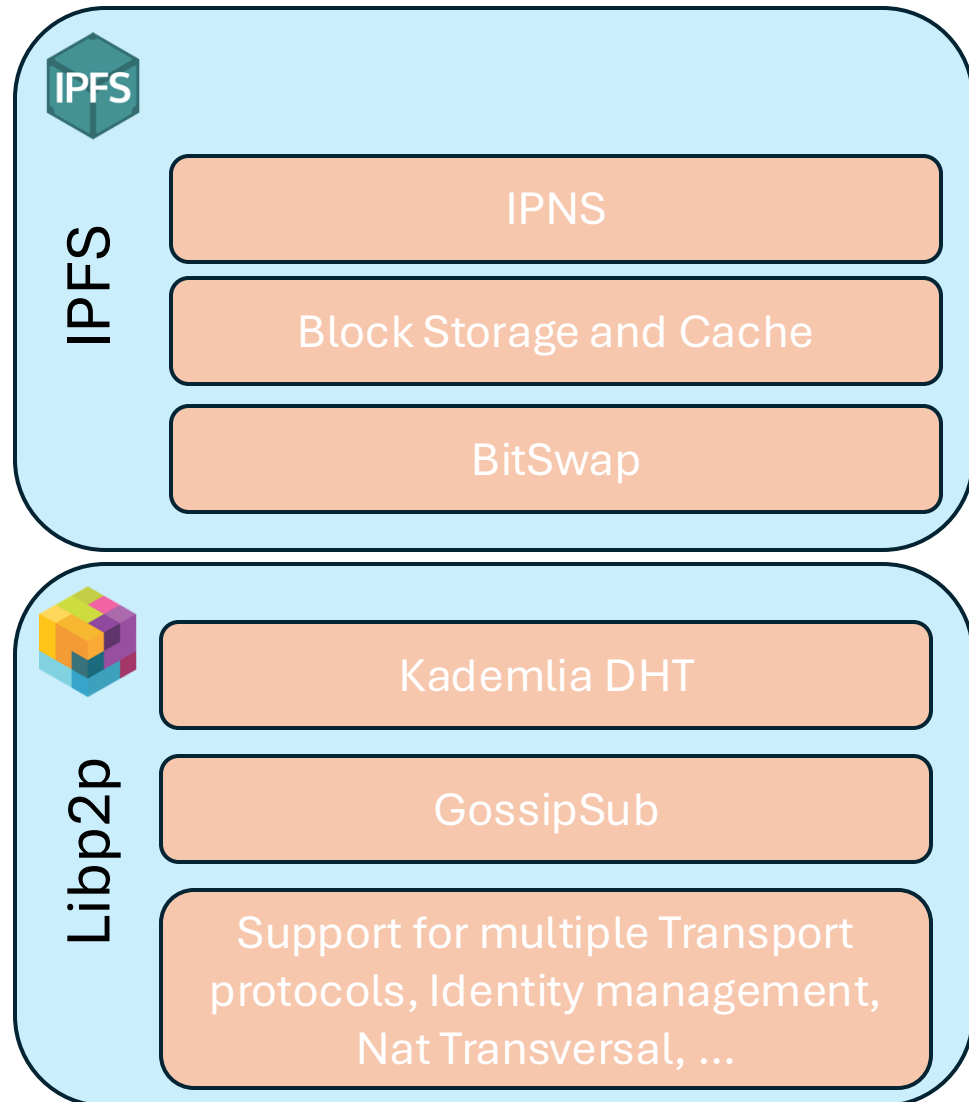 IPFS
IPFS
IPNS
Block Storage and Cache
BitSwap
Libp2p
Kademlia DHT
GossipSub
Support for multiple Transport
protocols, Identity management,
Nat Transversal, ...